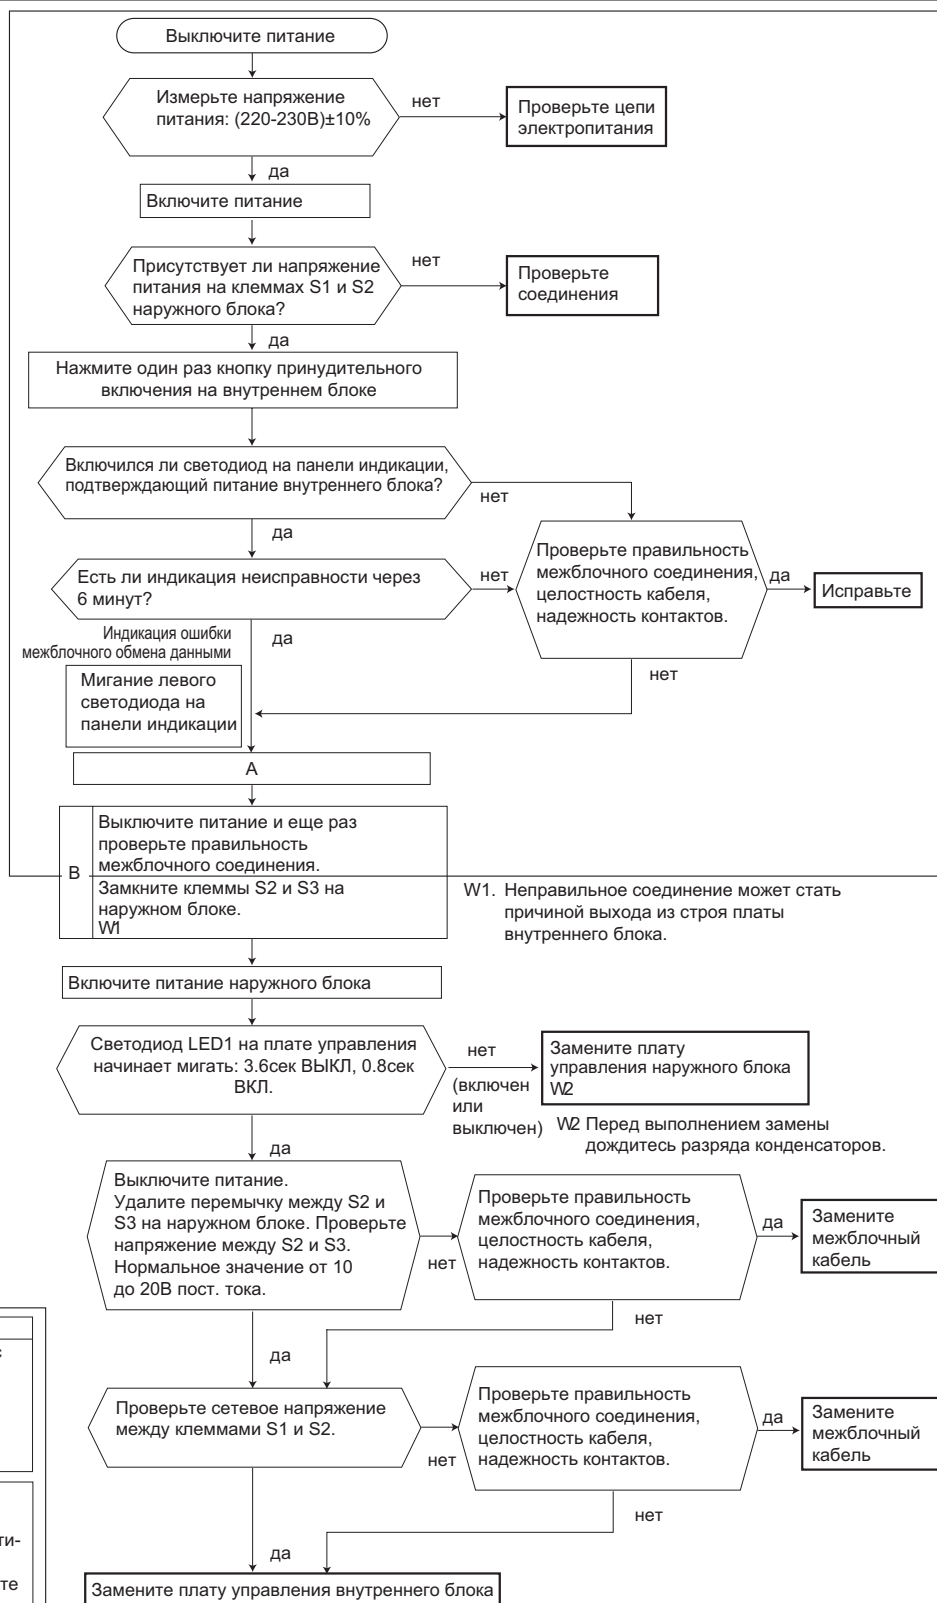 Выключите питание
Измерьте напряжение
питания: (220-230В)±10%
нет
Проверьте цепи
электропитания
да
Включите питание
Присутствует ли напряжение
питания на клеммах S1 и S2
наружного блока?
нет
Проверьте
соединения
да
Нажмите один раз кнопку принудительного
включения на внутреннем блоке
Включился ли светодиод на панели индикации,
подтверждающий питание внутреннего блока?
нет
да
Проверьте правильность
межблочного соединения,
целостность кабеля,
надежность контактов.
да
Исправьте
Есть ли индикация неисправности через
6 минут?
нет
Индикация ошибки
межблочного обмена данными
да
нет
Мигание левого
светодиода на
панели индикации
A
B
Выключите питание и еще раз
проверьте правильность
межблочного соединения.
Замкните клеммы S2 и S3 на
наружном блоке.
W1
W1. Неправильное соединение может стать
причиной выхода из строя платы
внутреннего блока.
Включите питание наружного блока
Светодиод LED1 на плате управления
начинает мигать: 3.6сек ВЫКЛ, 0.8сек
ВКЛ.
нет
(включен
или
выключен)
Замените плату
управления наружного блока
W2
W2 Перед выполнением замены
дождитесь разряда конденсаторов.
да
Выключите питание.
Удалите перемычку между S2 и
S3 на наружном блоке. Проверьте
напряжение между S2 и S3.
Нормальное значение от 10
до 20В пост. тока.
нет
Проверьте правильность
межблочного соединения,
целостность кабеля,
надежность контактов.
да
Замените
межблочный
кабель
нет
да
Проверьте сетевое напряжение
между клеммами S1 и S2.
нет
Проверьте правильность
межблочного соединения,
целостность кабеля,
надежность контактов.
да
Замените
межблочный
кабель
нет
да
Замените плату управления внутреннего блока
с
ти-
те